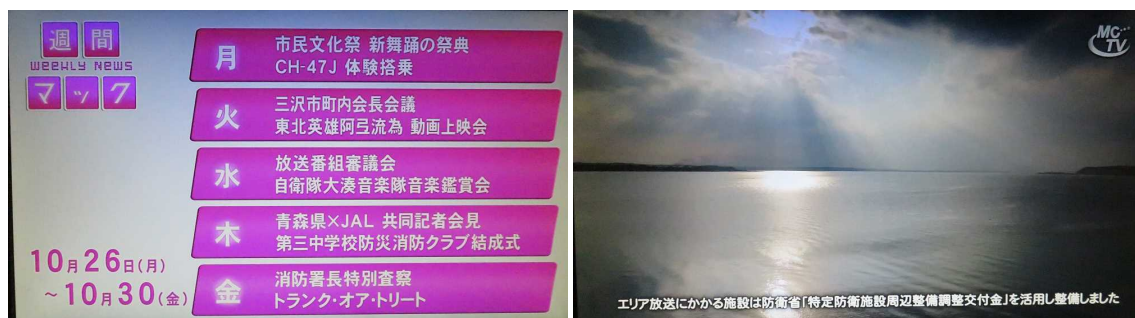 週間
WEEKLY NEWS
マック
月
市民文化祭 新舞踊の祭典
CH-47J 体験搭乗
火
三沢市町内会長会議
東北英雄阿弖流為 動画上映会
水
放送番組審議会
自衛隊大湊音楽隊音楽鑑賞会
木
青森県×JAL 共同記者会見
第三中学校防災消防クラブ結成式
金
消防署長特別査察
トランク・オア・トリート
10月26日(月)
~10月30(金)
MCTV
エリア放送にかかる施設は防衛省「特定防衛施設周辺整備調整交付金」を活用し整備しました